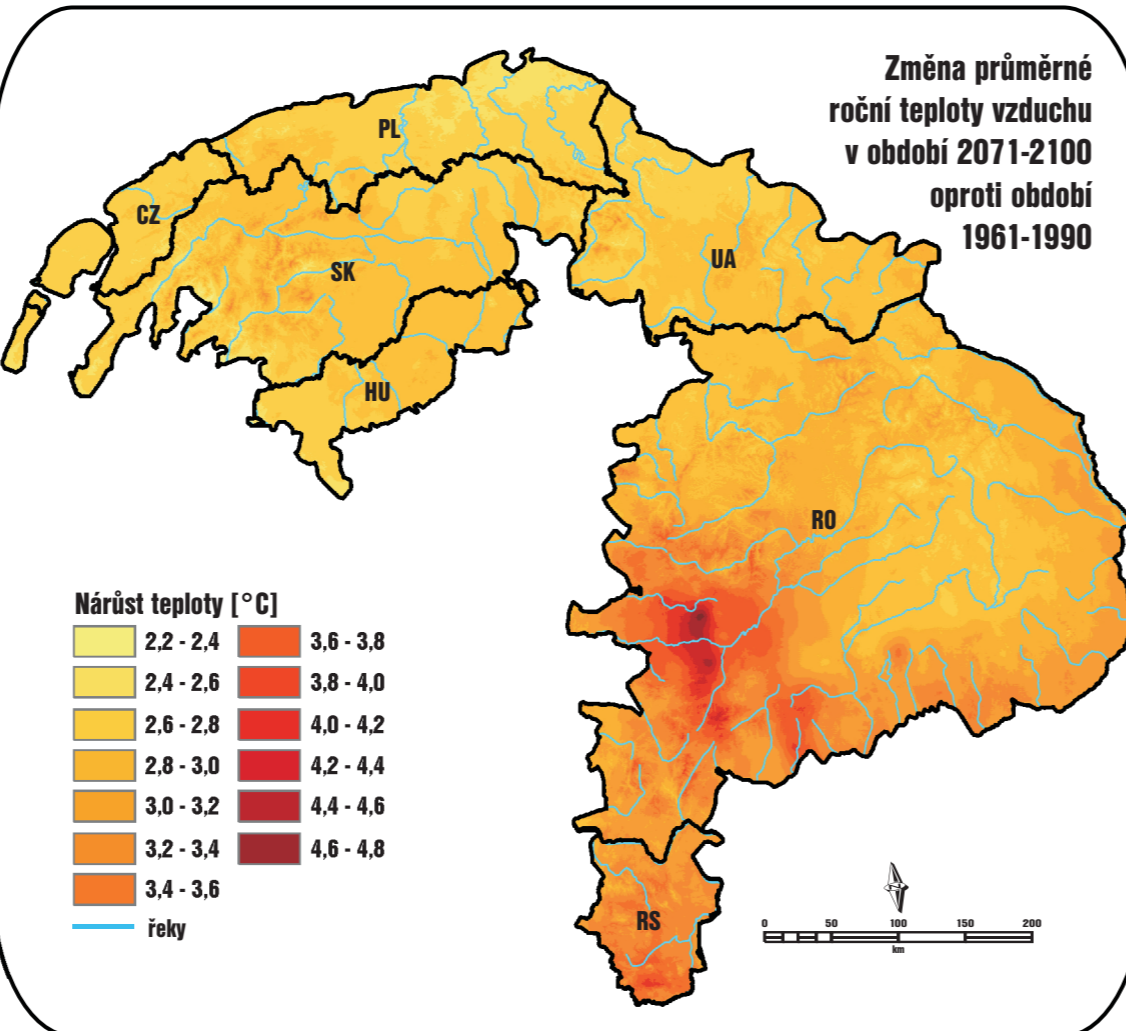 Změna průměrné
roční teploty vzduchu
v období 2071-2100
oproti období
1961-1990
PL
CZ
SK
UA
HU
RO
RS
Nárůst teploty [°C]
2,2 - 2,4
2,4 - 2,6
2,6 - 2,8
2,8 - 3,0
3,0 - 3,2
3,2 - 3,4
3,4 - 3,6
3,6 - 3,8
3,8 - 4,0
4,0 - 4,2
4,2 - 4,4
4,4 - 4,6
4,6 - 4,8
řeky
0 50 100 150 200
km